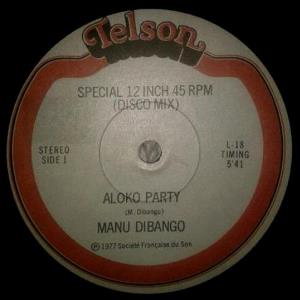 Telson
SPECIAL 12 INCH 45 RPM
(DISCO MIX)
STEREO
SIDE 1
L-18
TIMING
5'41
ALOKO PARTY
(M. Dibango)
MANU DIBANGO
℗ 1977 Société Française du Son